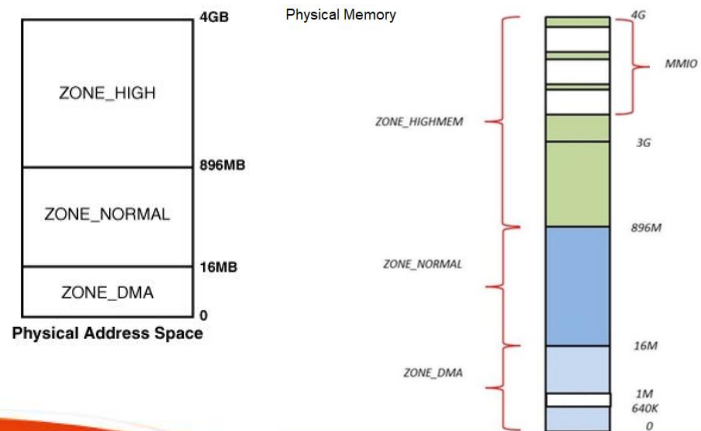 4GB
ZONE_HIGH
896MB
ZONE_NORMAL
16MB
ZONE_DMA
0
Physical Address Space
Physical Memory
4G
MMIO
ZONE_HIGHMEM
3G
896M
ZONE_NORMAL
16M
ZONE_DMA
1M
640K
0